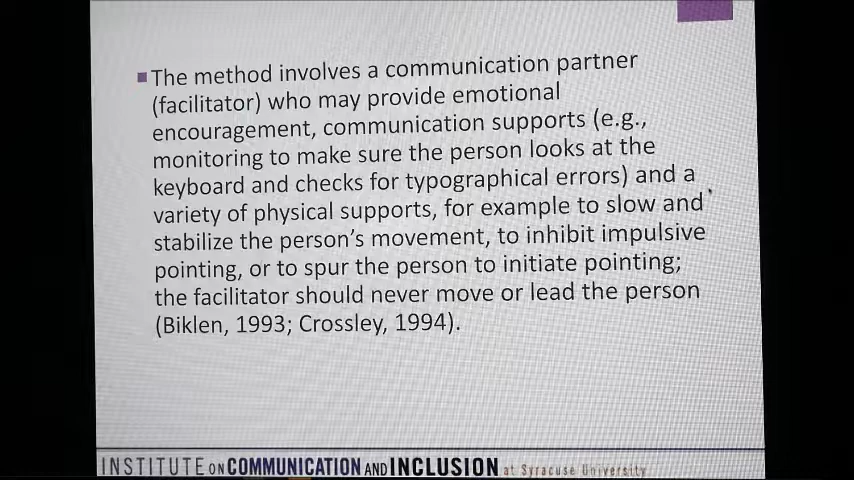 The method involves a communication partner
(facilitator) who may provide emotional
encouragement, communication supports (e.g.,
monitoring to make sure the person looks at the
keyboard and checks for typographical errors) and a
variety of physical supports, for example to slow and
stabilize the person's movement, to inhibit impulsive
pointing, or to spur the person to initiate pointing;
the facilitator should never move or lead the person
(Biklen, 1993; Crossley, 1994).
INSTITUTE ON COMMUNICATION AND INCLUSION at Syracuse University